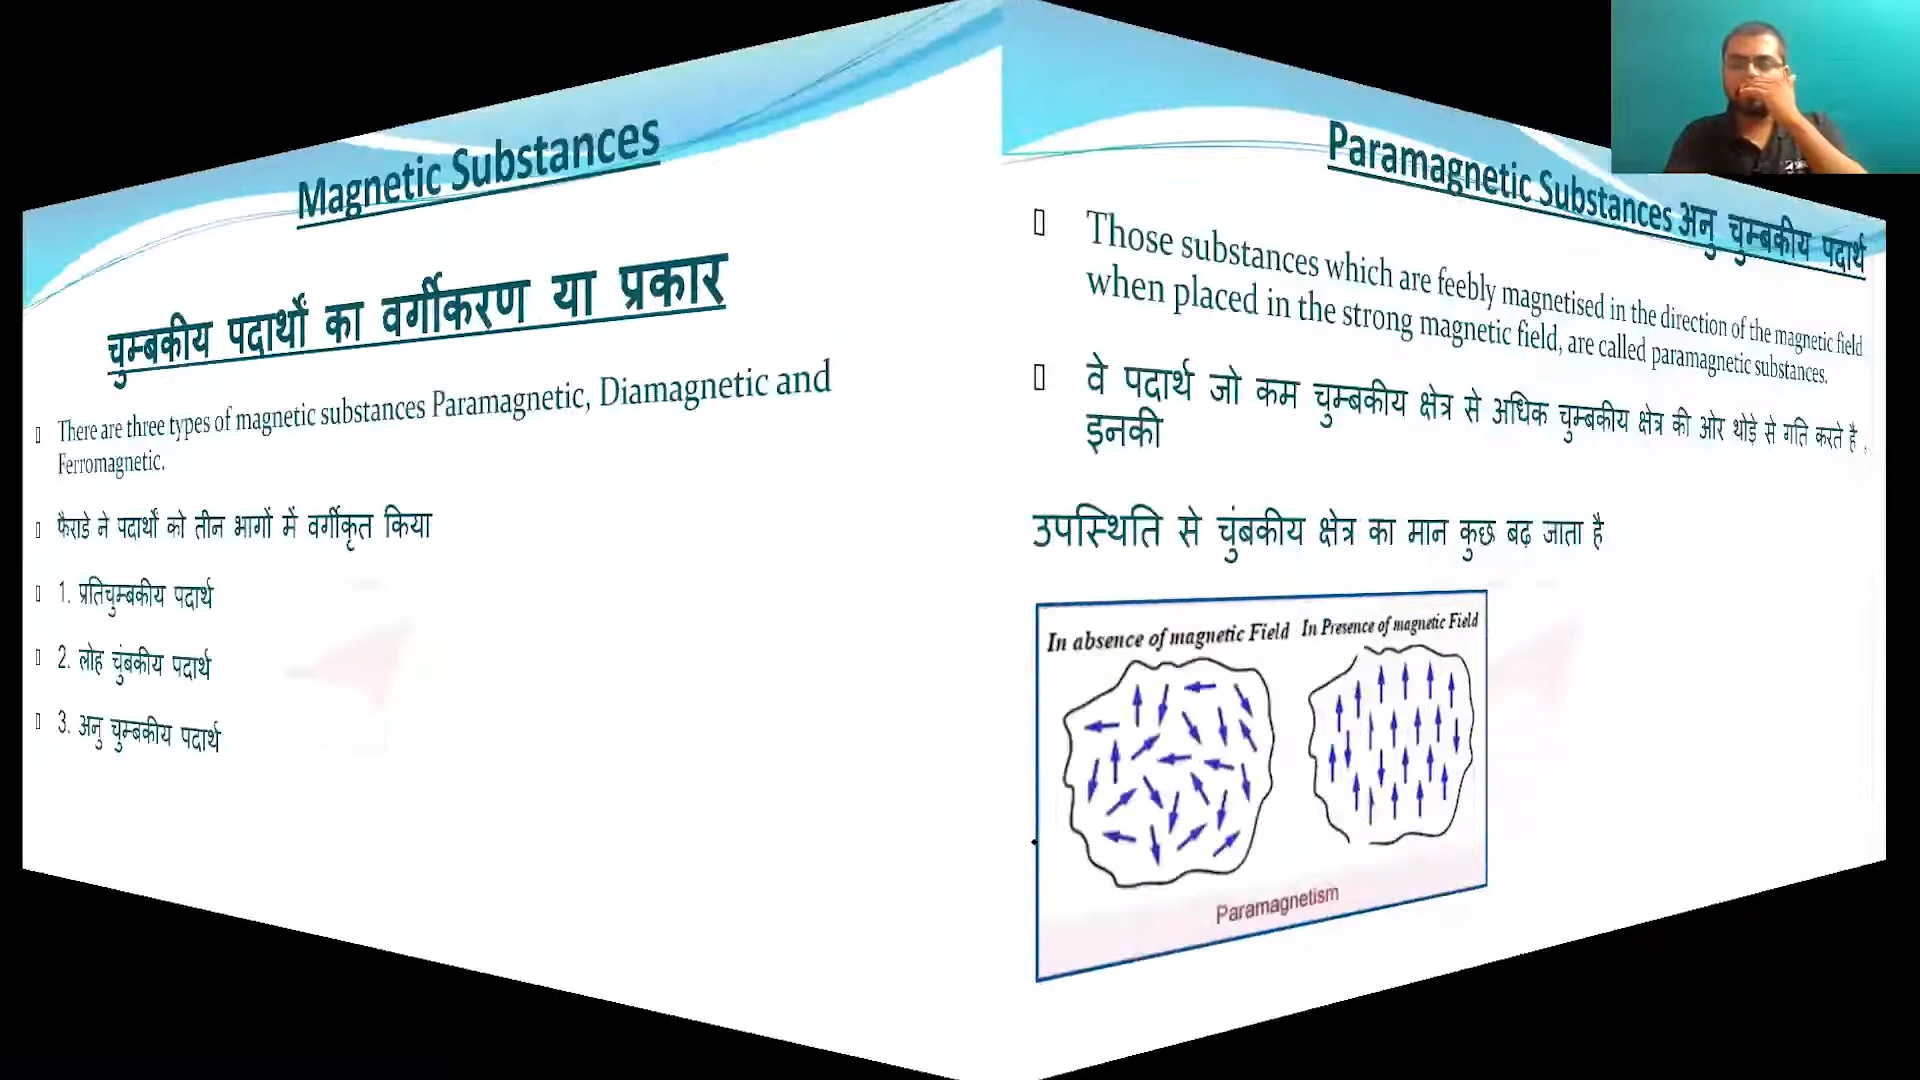 Magnetic Substances
चुम्बकीय पदार्थों का वर्गीकरण या प्रकार
There are three types of magnetic substances Paramagnetic, Diamagnetic and
Ferromagnetic.
फैराडे ने पदार्थों को तीन भागों में वर्गीकृत किया
1. प्रतिचुम्बकीय पदार्थ
2. लोह चुंबकीय पदार्थ
3. अनु चुम्बकीय पदार्थ
Paramagnetic Substances अनु चुम्बकीय पदार्थ
Those substances which are feebly magnetised in the direction of the magnetic field
when placed in the strong magnetic field, are called paramagnetic substances.
वे पदार्थ जो कम चुम्बकीय क्षेत्र से अधिक चुम्बकीय क्षेत्र की ओर थोड़े से गति करते है .
इनकी
उपस्थिति से चुंबकीय क्षेत्र का मान कुछ बढ़ जाता है
In absence of magnetic Field In Presence of magnetic Field
Paramagnetism